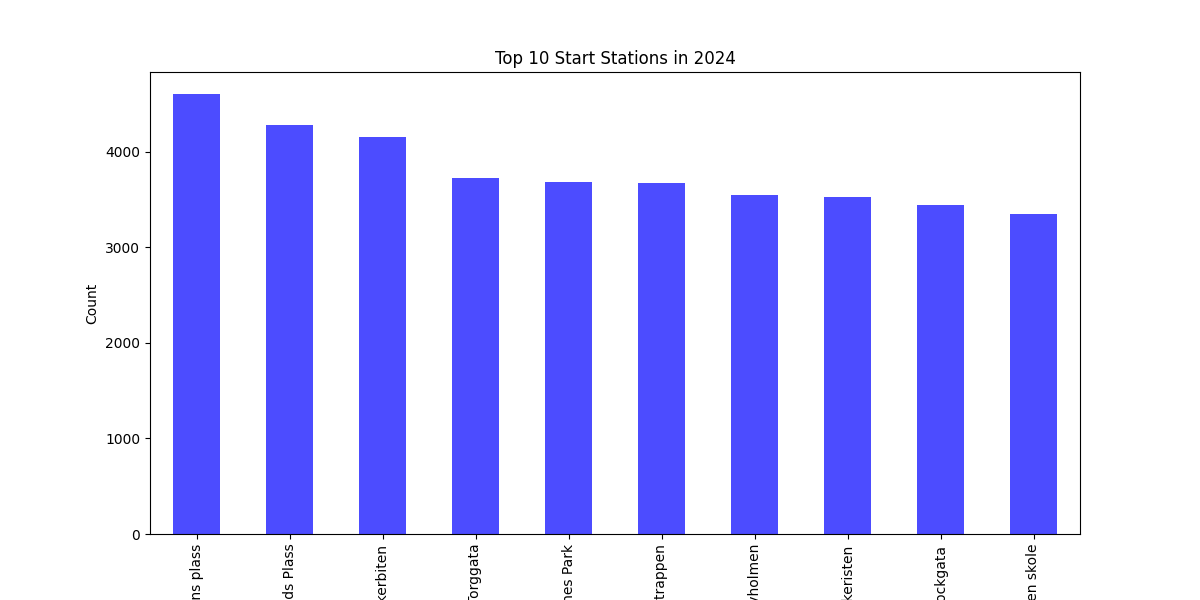 Top 10 Start Stations in 2024
Count
4000
3000
2000
1000
0
ns plass
ds Plass
kerbiten
Torggata
nes Park
trappen
holmen
keristen
ockgata
en skole